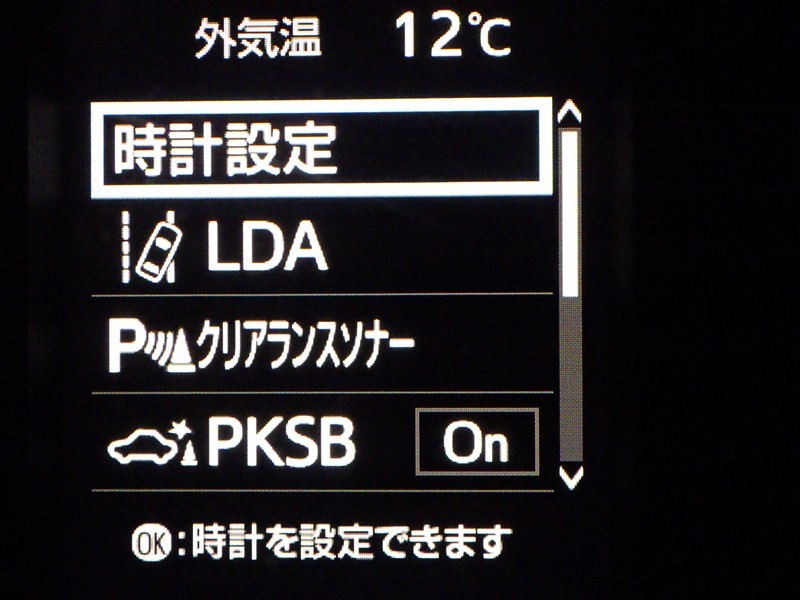 外気温 12℃
時計設定
LDA
Pクリアランスソナー
PKSB On
OK:時計を設定できます